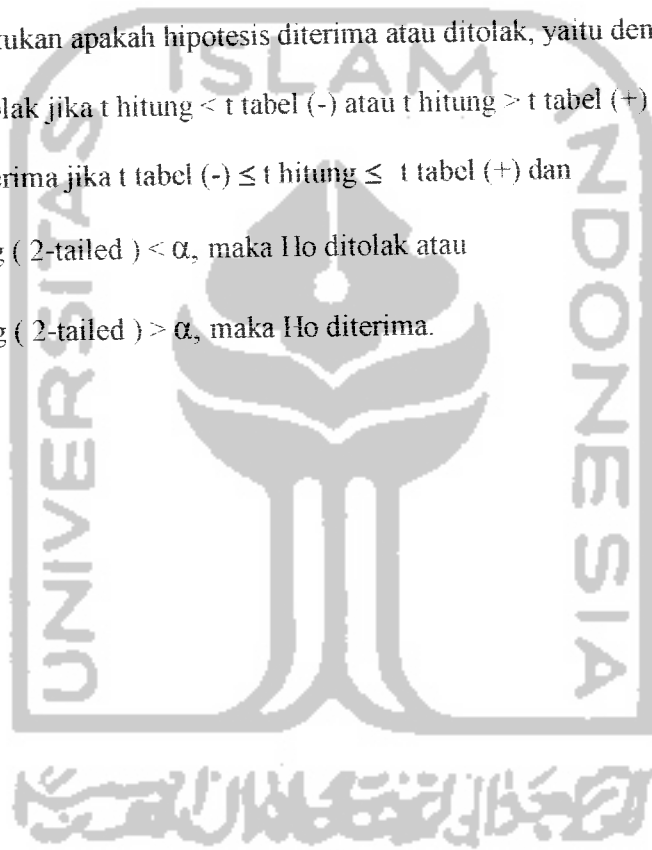 tukan apakah hipotesis diterima atau ditolak, yaitu den
olak jika t hitung < t tabel (-) atau t hitung > t tabel (+)
erima jika t tabel (-) ≤ t hitung ≤ t tabel (+) dan
g ( 2-tailed ) < α, maka Ho ditolak atau
g ( 2-tailed ) > α, maka Ho diterima.
UNIVERSITAS
ISLAM
INDONESIA